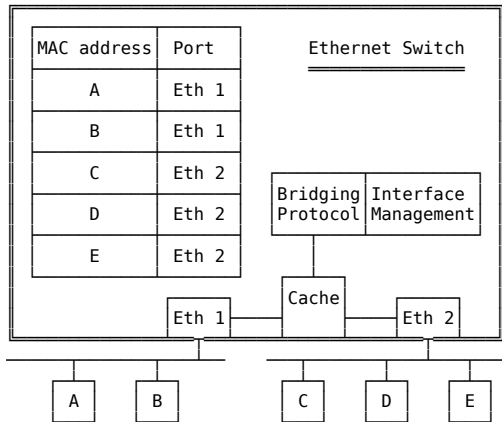 MAC address Port
Ethernet Switch
A Eth 1
B Eth 1
C Eth 2
D Eth 2
E Eth 2
Bridging Protocol
Interface Management
Cache
Eth 1
Eth 2
A B C D E